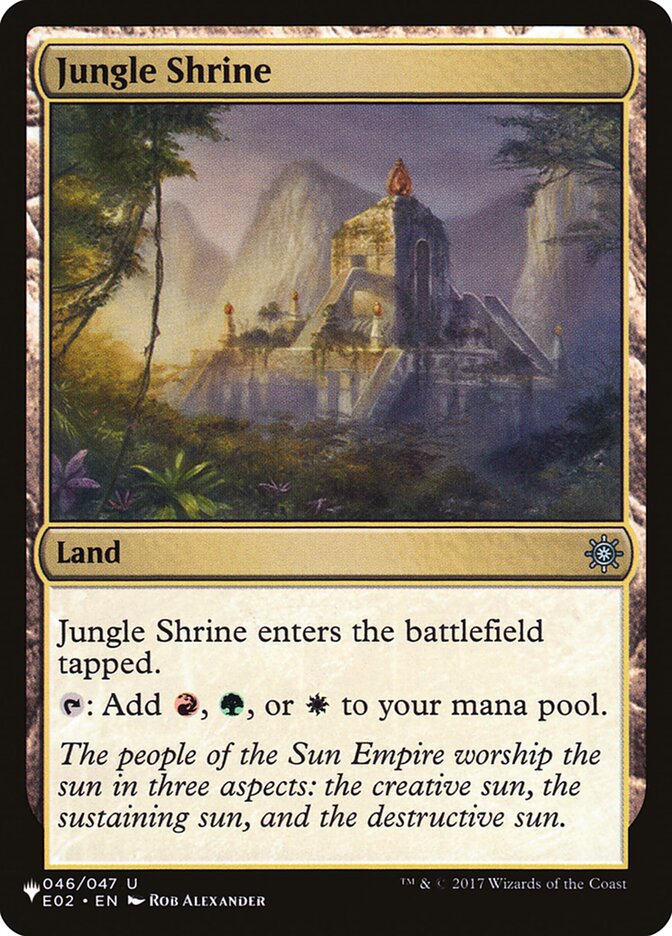 Jungle Shrine
Land
Jungle Shrine enters the battlefield
tapped.
: Add , , or to your mana pool.
The people of the Sun Empire worship the
sun in three aspects: the creative sun, the
sustaining sun, and the destructive sun.
046/047 U
E02 • EN Rob Alexander
™ & © 2017 Wizards of the Coast